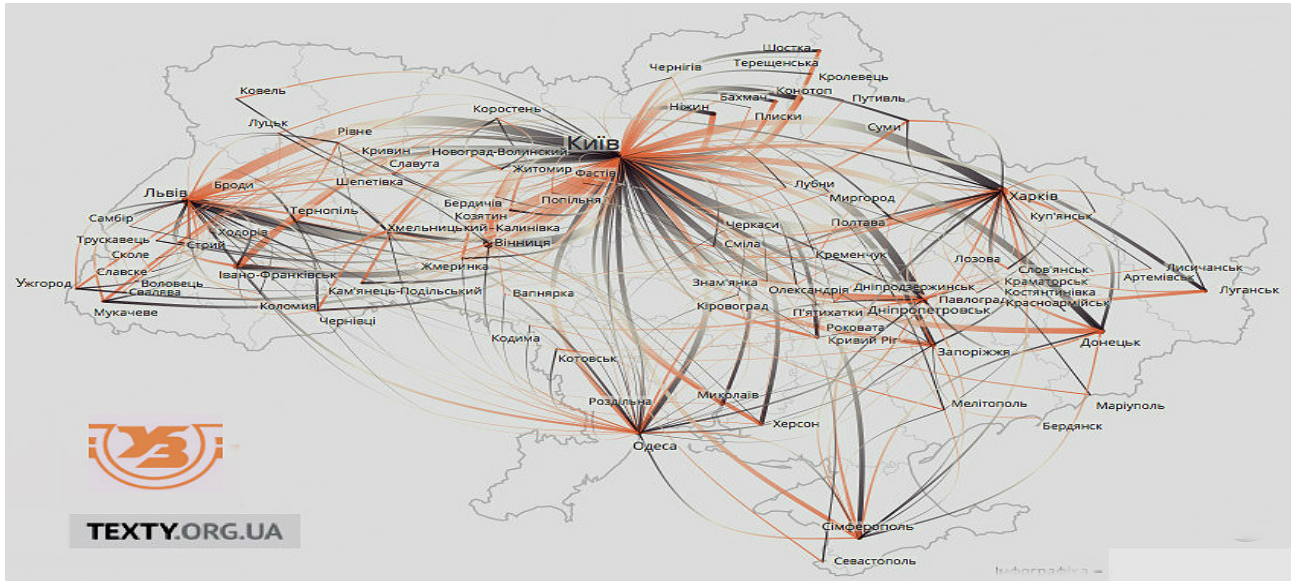 Шостка
Чернігів
Терещенська
Кролевець
Ковель
Конотоп
Бахмач
Путивль
Коростень
Ніжин
Плиски
Луцьк
Суми
Рівне
Київ
Кривин
Новоград-Волинский
Славута
Житомир
Фастів
Шепетівка
Броди
Львів
Лубни
Харків
Миргород
Бердичів
Попільня
Козятин
Тернопіль
Куп'янськ
Самбір
Полтава
Черкаси
Ходорів
Хмельницький
Калинівка
Вінниця
Трускавець
Стрий
Сміла
Сколе
Кременчук
Лозова
Жмеринка
Славске
Івано-Франківськ
Слов'янськ
Лисичанськ
Артемівськ
Ужгород
Воловець
Свалява
Знам'янка
Краматорськ
Олександрія
Дніпродзержинськ
Костянтинівка
Луганськ
Кам'янець-Подільський
Вапнярка
Павлоград
Красноармійськ
Мукачеве
Коломия
Кіровоград
П'ятихатки
Дніпропетровськ
Чернівці
Роковата
Кодима
Кривий Ріг
Донецьк
Запоріжжя
Котовськ
Миколаїв
Роздільна
Мелітополь
Маріуполь
Херсон
Бердянск
Одеса
УЗ
TEXTY.ORG.UA
Сімферополь
Севастополь
Інфографіка –